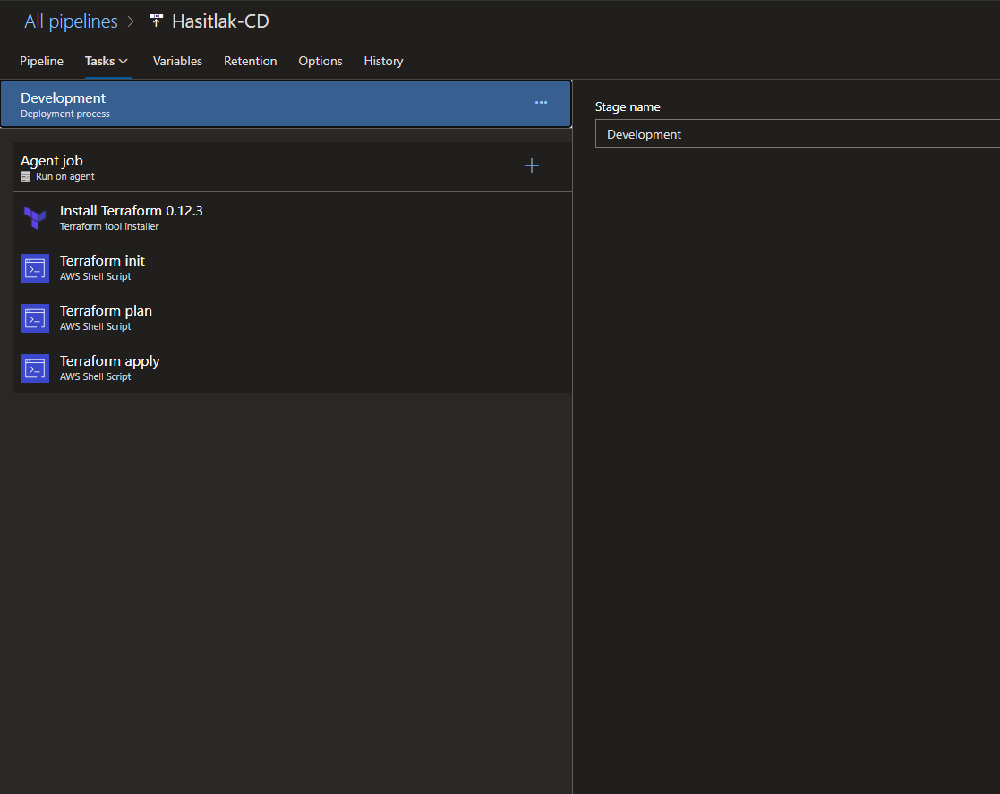 All pipelines > Hasitlak-CD
Pipeline Tasks Variables Retention Options History
Development
Deployment process
...
Stage name
Development
Agent job
Run on agent
Install Terraform 0.12.3
Terraform tool installer
Terraform init
AWS Shell Script
Terraform plan
AWS Shell Script
Terraform apply
AWS Shell Script